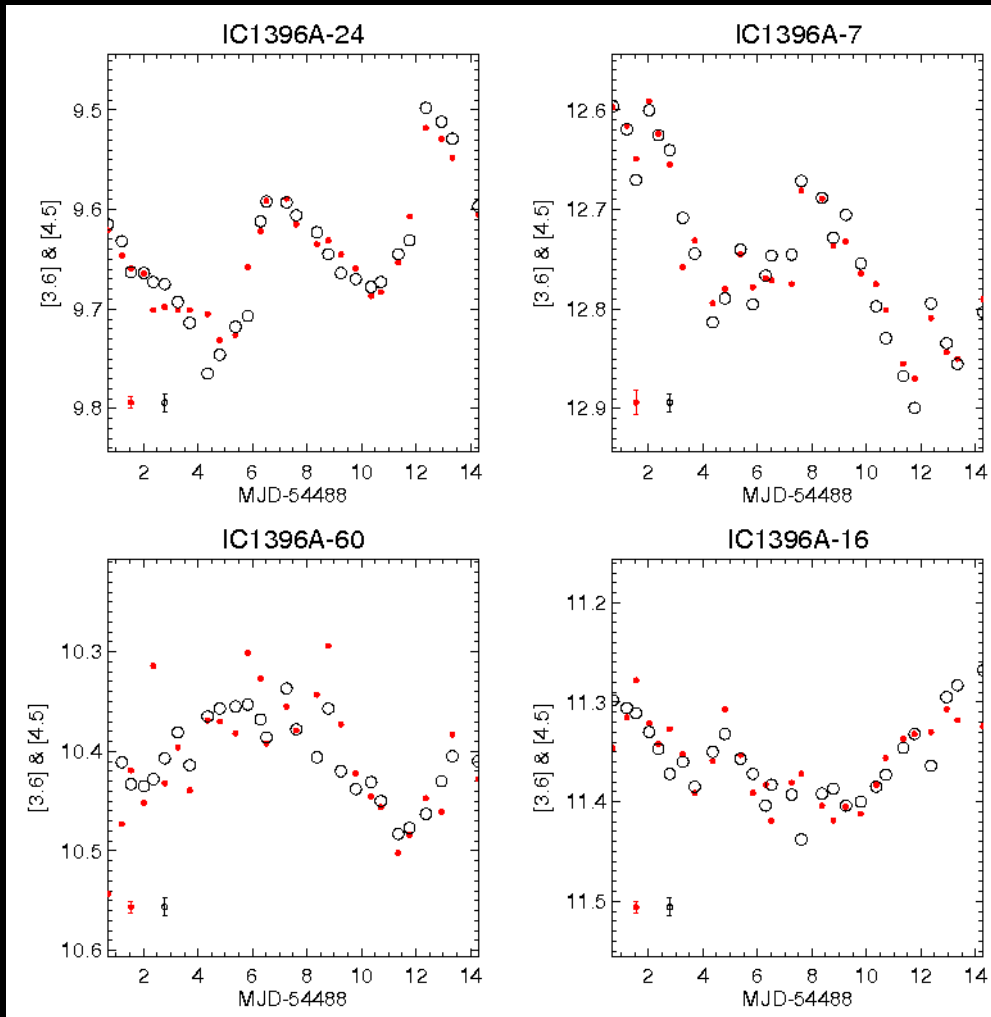 IC1396A-24
9.5
9.6
9.7
9.8
[3.6] & [4.5]
2 4 6 8 10 12 14
MJD-54488
IC1396A-7
12.6
12.7
12.8
12.9
[3.6] & [4.5]
2 4 6 8 10 12 14
MJD-54488
IC1396A-60
10.3
10.4
10.5
10.6
[3.6] & [4.5]
2 4 6 8 10 12 14
MJD-54488
IC1396A-16
11.2
11.3
11.4
11.5
[3.6] & [4.5]
2 4 6 8 10 12 14
MJD-54488